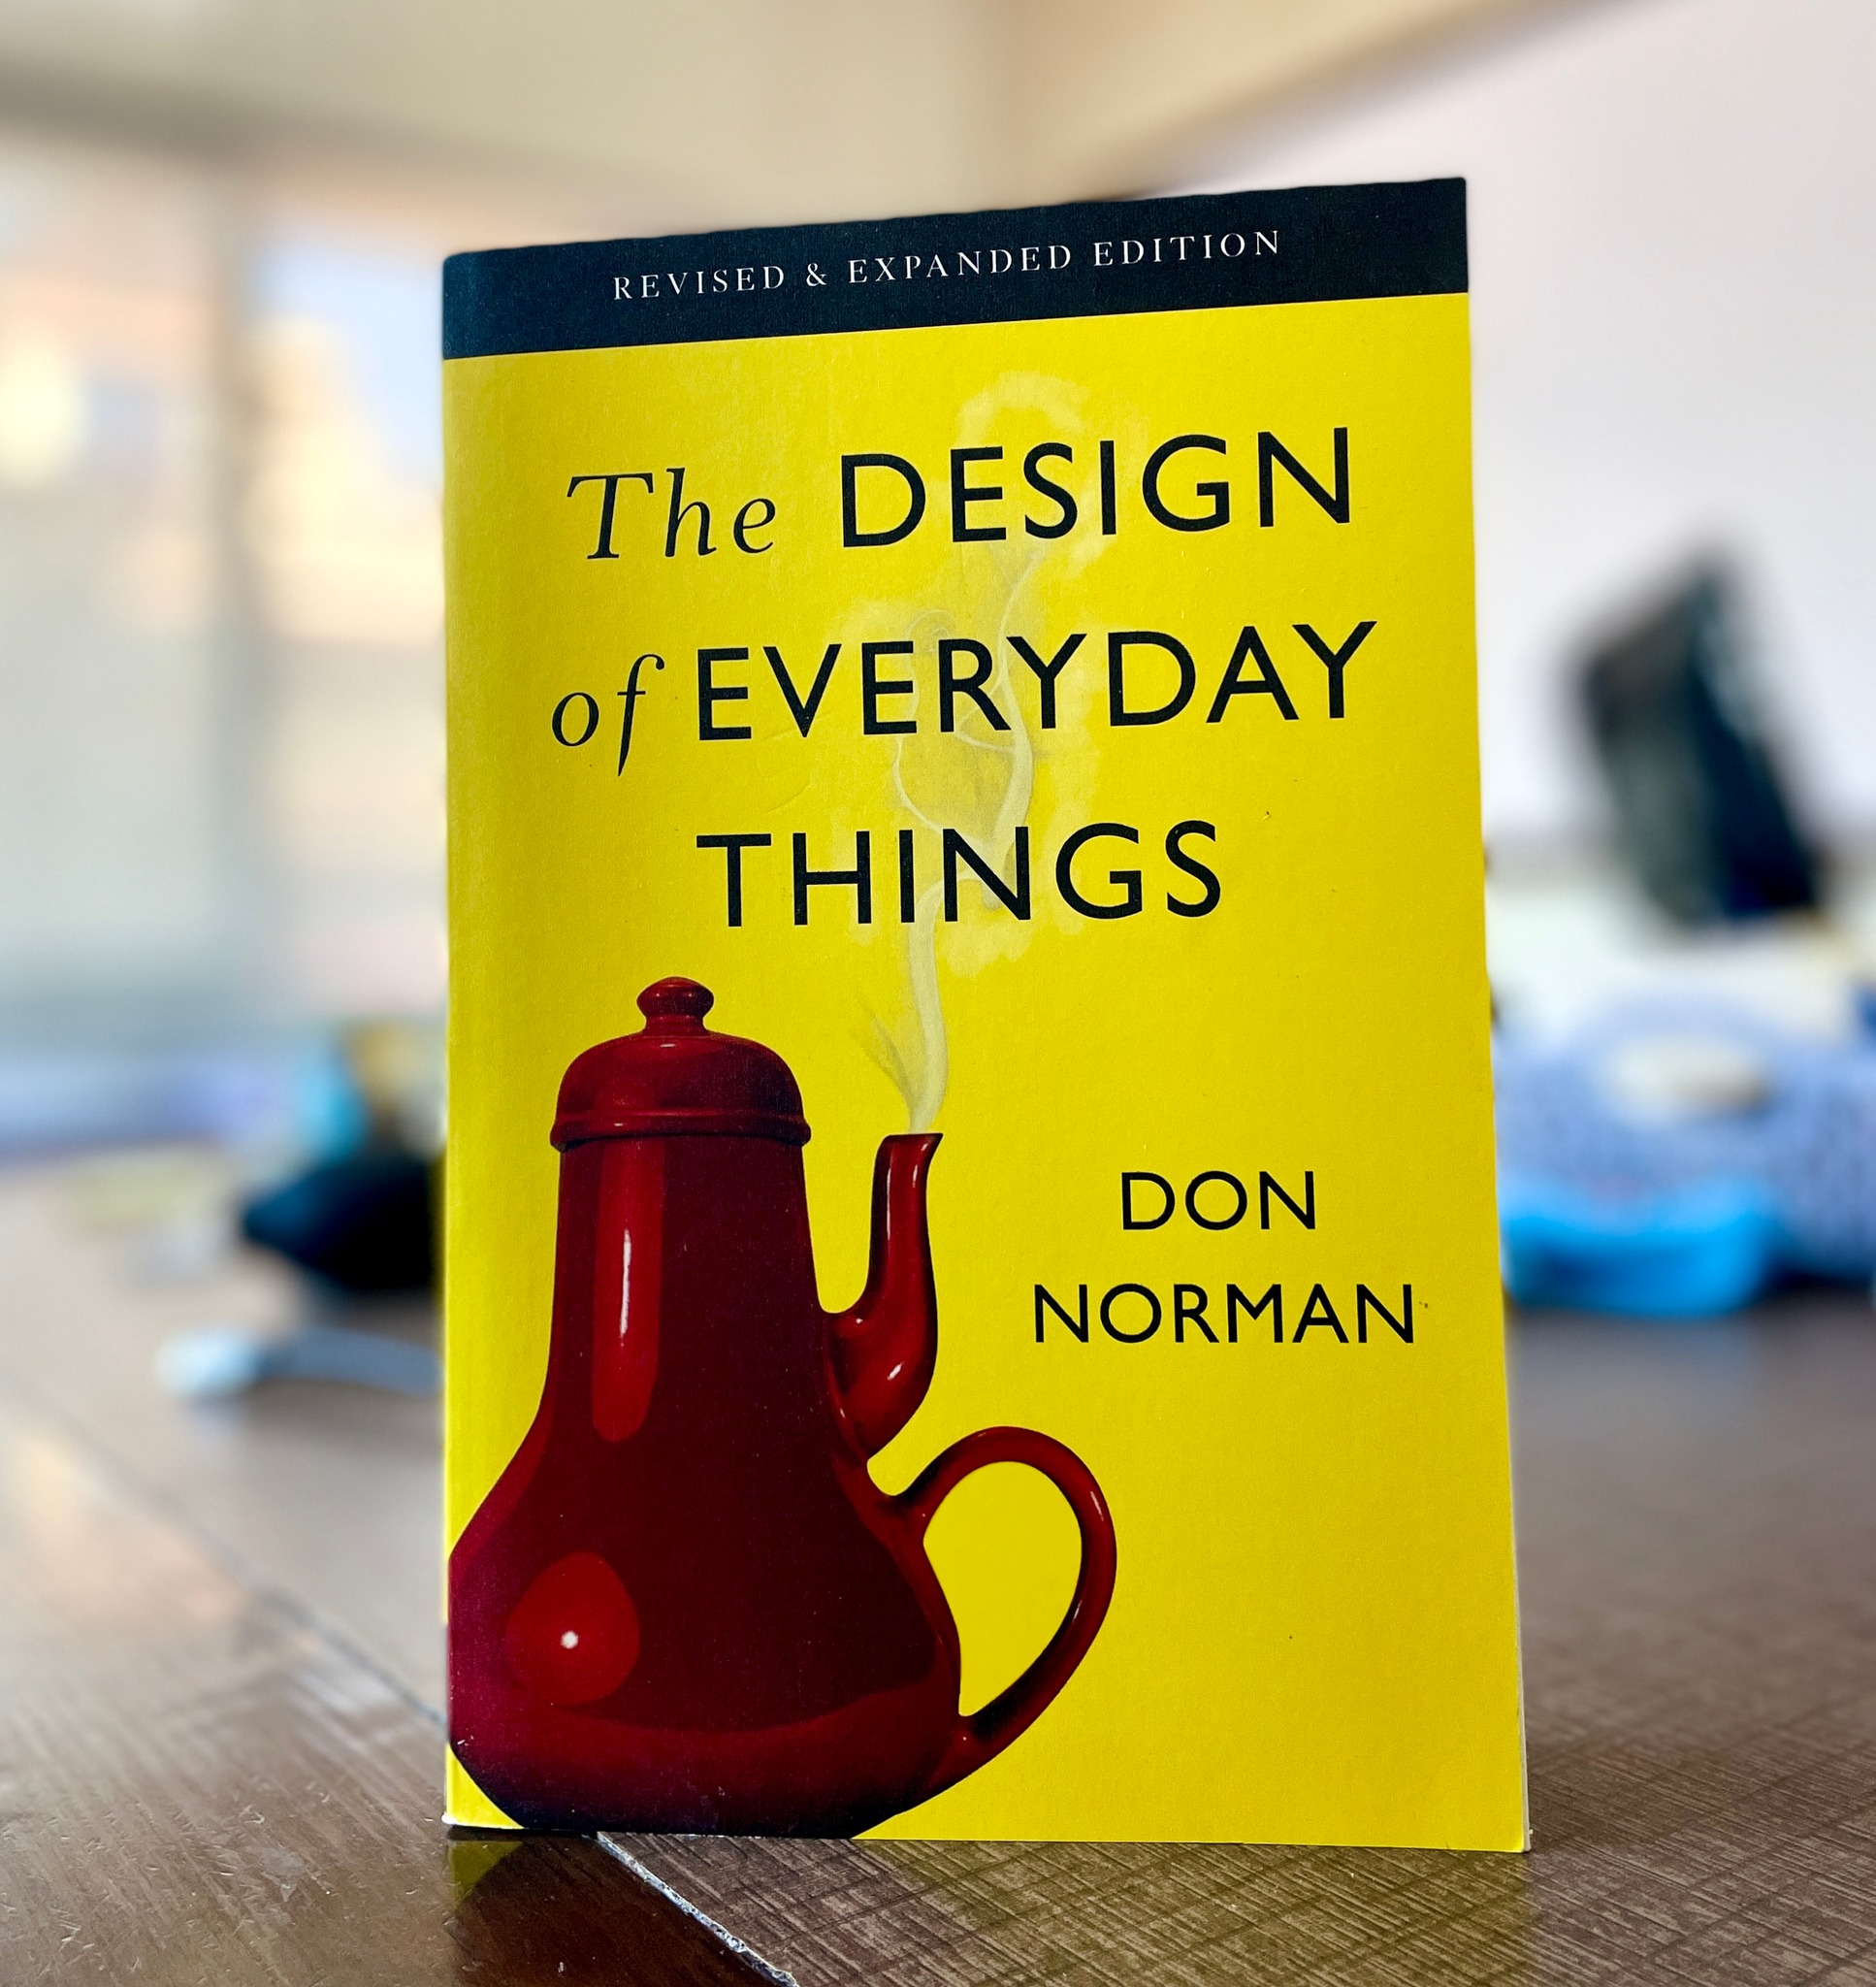 REVISED & EXPANDED EDITION
The DESIGN
of EVERYDAY
THINGS
DON
NORMAN